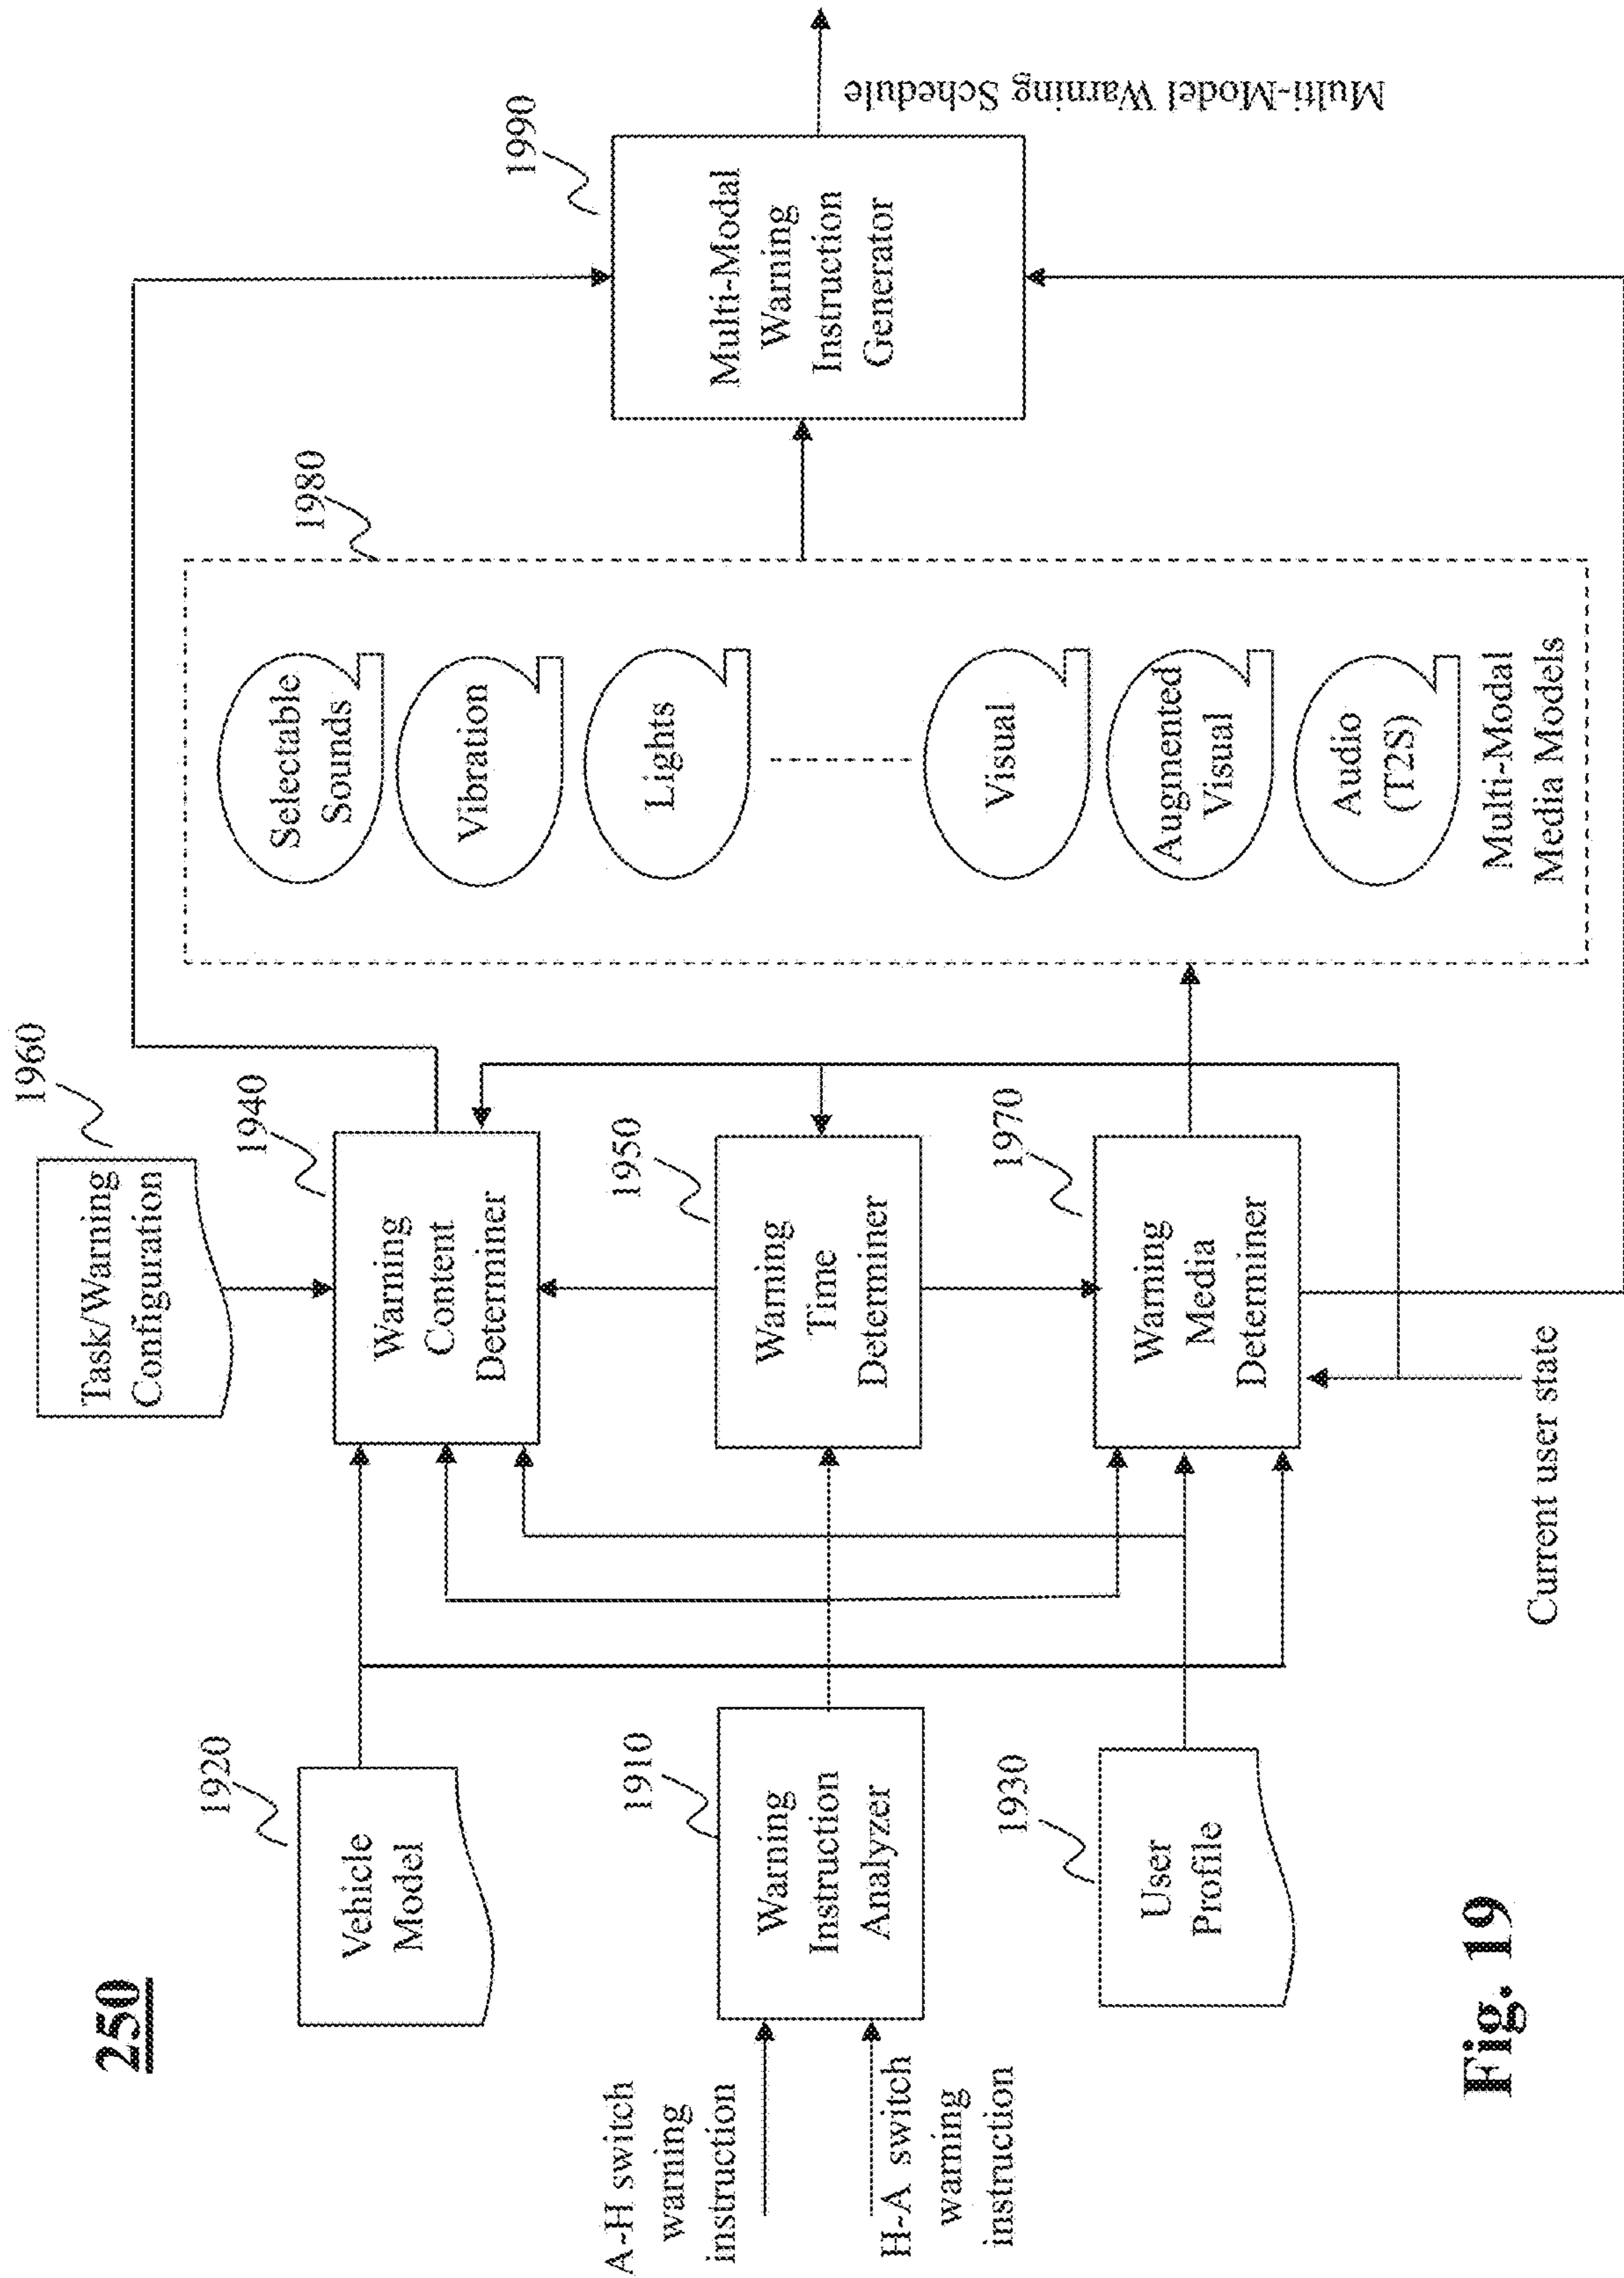 250
1960
Task/Warning
Configuration
1920
Vehicle
Model
1940
Warning
Content
Determiner
1980
Selectable
Sounds
Vibration
Lights
Visual
Augmented
Visual
Audio
(T2S)
Multi-Modal
Media Models
1990
Multi-Modal
Warning
Instruction
Generator
Multi-Model Warning Schedule
A-H switch
warning
instruction
H-A switch
warning
instruction
1910
Warning
Instruction
Analyzer
1950
Warning
Time
Determiner
1930
User
Profile
1970
Warning
Media
Determiner
Current user state
Fig. 19